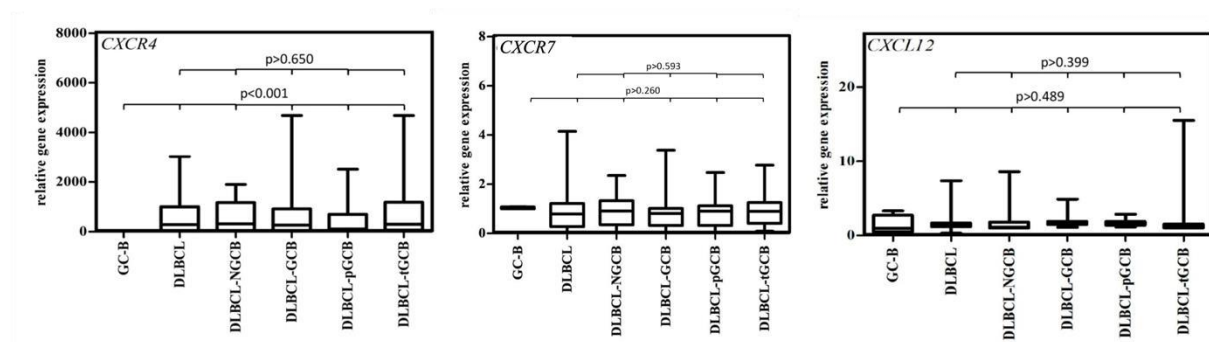 CXCR4
relative gene expression
8000
6000
4000
2000
0
p>0.650
p<0.001
GC-B
DLBCL
DLBCL-NGCB
DLBCL-GCB
DLBCL-pGCB
DLBCL-tGCB
CXCR7
relative gene expression
8
6
4
2
0
p>0.593
p>0.260
GC-B
DLBCL
DLBCL-NGCB
DLBCL-GCB
DLBCL-pGCB
DLBCL-tGCB
CXCL12
relative gene expression
20
10
0
p>0.399
p>0.489
GC-B
DLBCL
DLBCL-NGCB
DLBCL-GCB
DLBCL-pGCB
DLBCL-tGCB